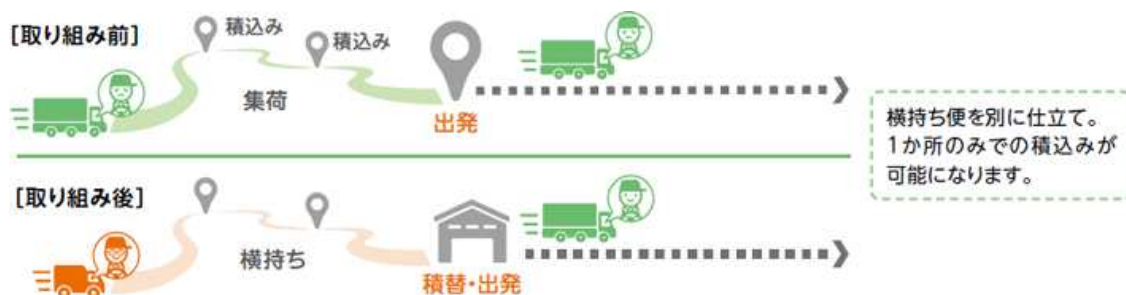 [取り組み前]
積込み
積込み
集荷
出発
横持ち便を別に仕立て。
1か所のみでの積込みが
可能になります。
[取り組み後]
横持ち
積替・出発